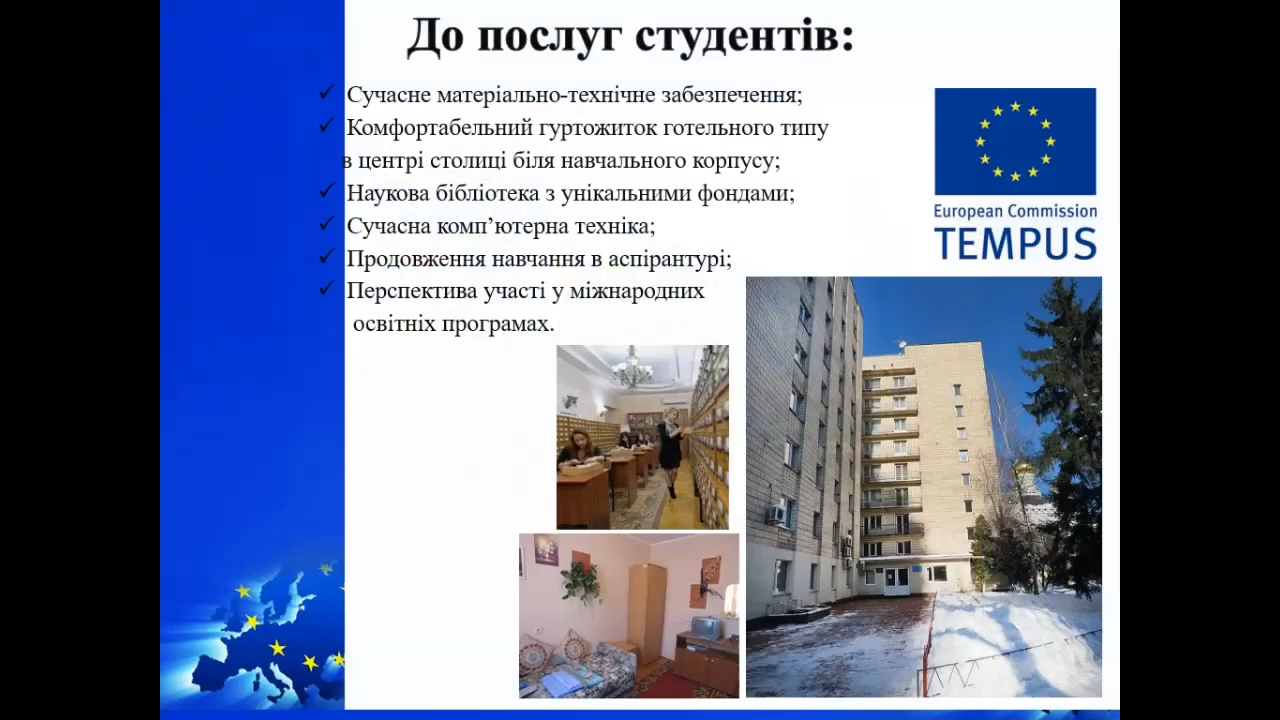 До послуг студентів:
Сучасне матеріально-технічне забезпечення;
Комфортабельний гуртожиток готельного типу
в центрі столиці біля навчального корпусу;
Наукова бібліотека з унікальними фондами;
Сучасна комп’ютерна техніка;
Продовження навчання в аспірантурі;
Перспектива участі у міжнародних
освітніх програмах.
European Commission
TEMPUS